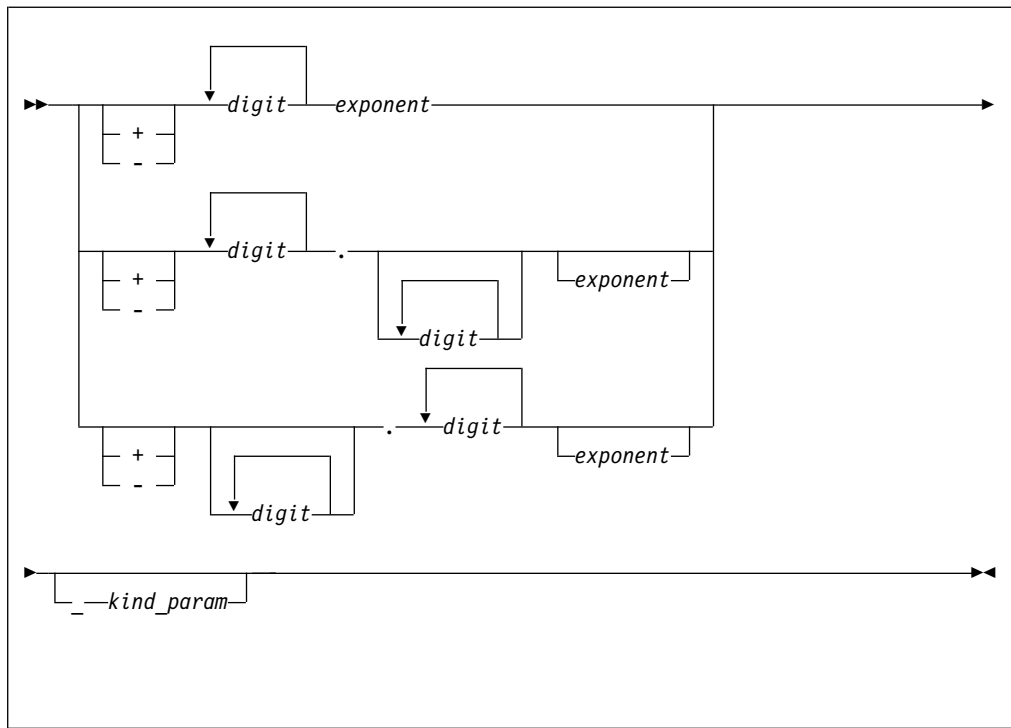 digit exponent
+
-
digit .
+
-
exponent
digit
. digit
+
-
exponent
digit
_ kind_param